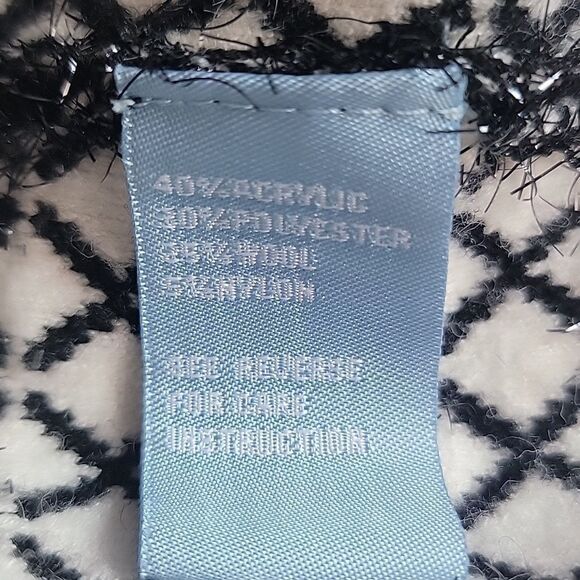 40%ACRYLIC
30%POLYESTER
25%WOOL
5%NYLON
SEE REVERSE
FOR CARE
INSTRUCTION